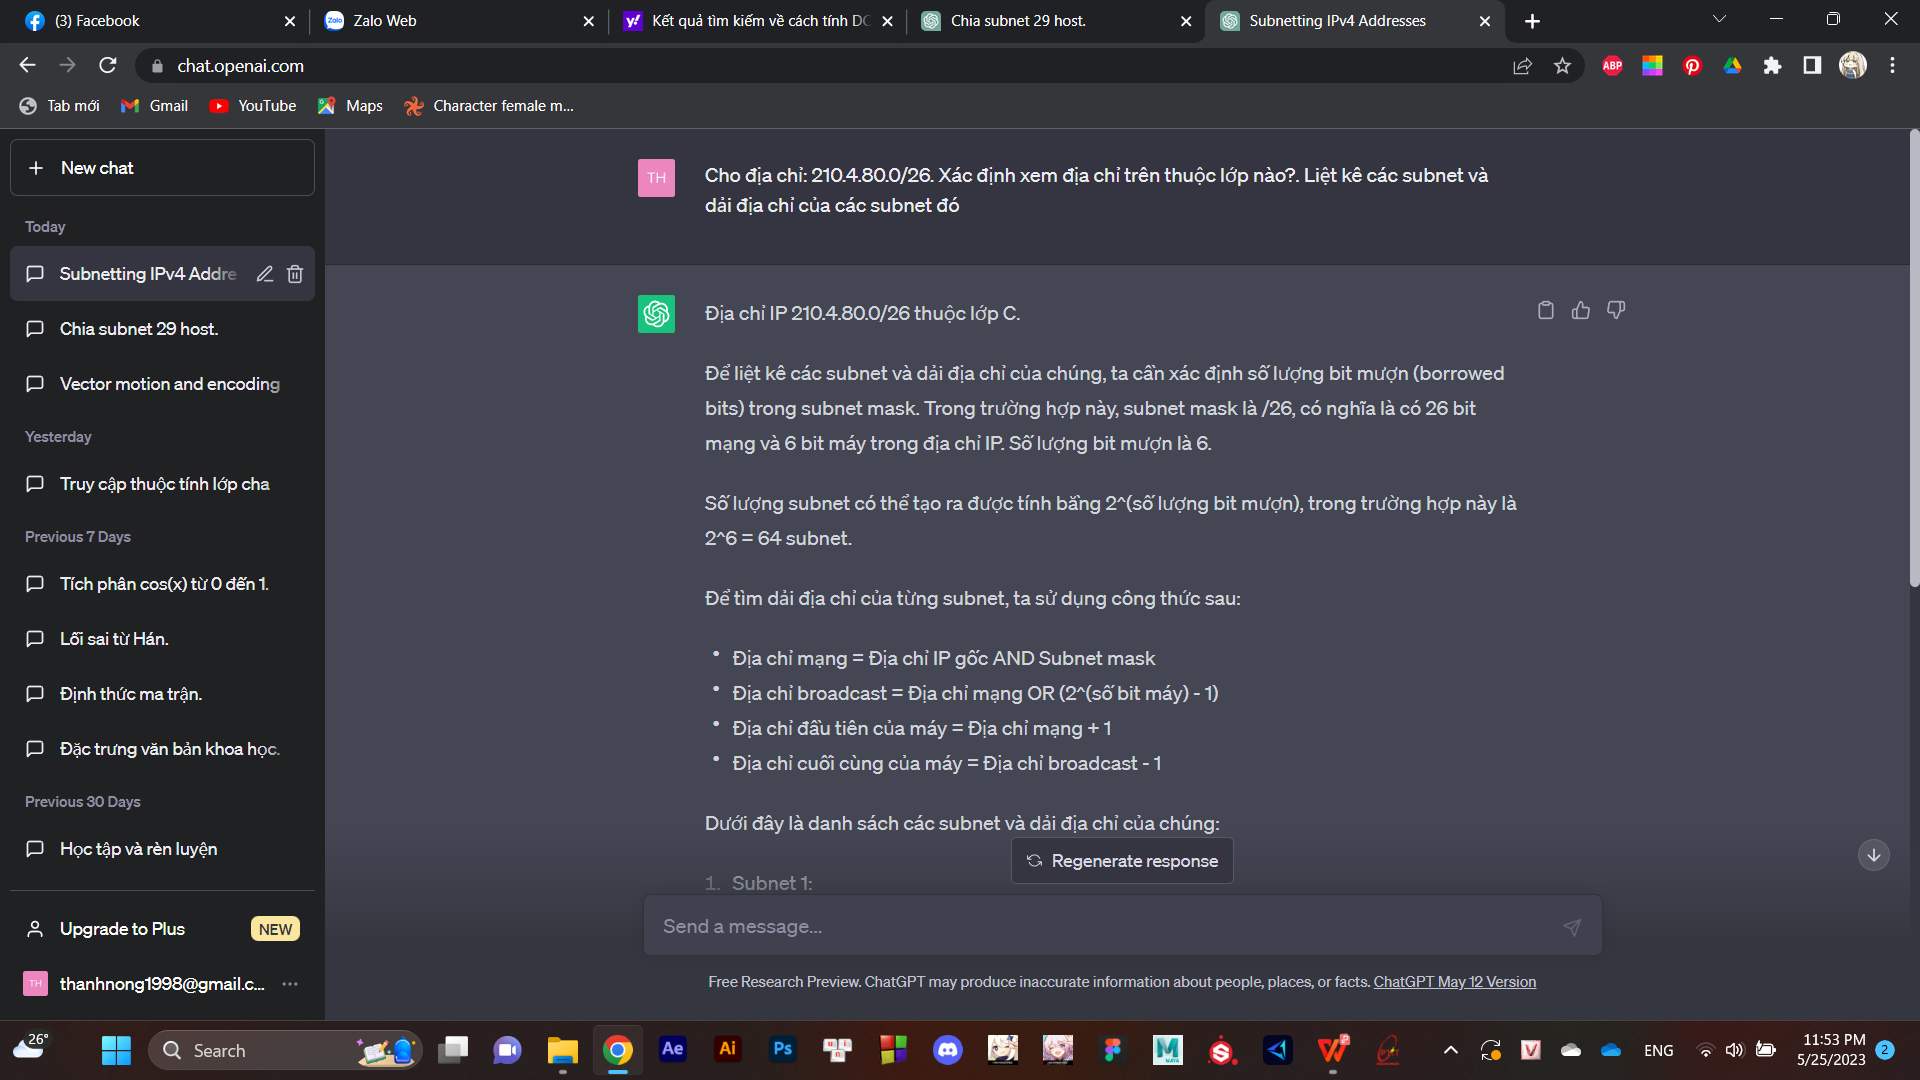 (3) Facebook
Zalo Web
Kết quả tìm kiếm về cách tính DC
Chia subnet 29 host.
Subnetting IPv4 Addresses
chat.openai.com
ABP
Tab mới
Gmail
YouTube
Maps
Character female m...
New chat
Today
Subnetting IPv4 Addre
Chia subnet 29 host.
Vector motion and encoding
Yesterday
Truy cập thuộc tính lớp cha
Previous 7 Days
Tích phân cos(x) từ 0 đến 1.
Lỗi sai từ Hán.
Định thức ma trận.
Đặc trưng văn bản khoa học.
Previous 30 Days
Học tập và rèn luyện
Upgrade to Plus
NEW
TH
thanhnong1998@gmail.c...
TH
Cho địa chỉ: 210.4.80.0/26. Xác định xem địa chỉ trên thuộc lớp nào?. Liệt kê các subnet và
dải địa chỉ của các subnet đó
Địa chỉ IP 210.4.80.0/26 thuộc lớp C.
Để liệt kê các subnet và dải địa chỉ của chúng, ta cần xác định số lượng bit mượn (borrowed
bits) trong subnet mask. Trong trường hợp này, subnet mask là /26, có nghĩa là có 26 bit
mạng và 6 bit máy trong địa chỉ IP. Số lượng bit mượn là 6.
Số lượng subnet có thể tạo ra được tính bằng 2^(số lượng bit mượn), trong trường hợp này là
2^6 = 64 subnet.
Để tìm dải địa chỉ của từng subnet, ta sử dụng công thức sau:
• Địa chỉ mạng = Địa chỉ IP gốc AND Subnet mask
• Địa chỉ broadcast = Địa chỉ mạng OR (2^(số bit máy) - 1)
• Địa chỉ đầu tiên của máy = Địa chỉ mạng + 1
• Địa chỉ cuối cùng của máy = Địa chỉ broadcast - 1
Dưới đây là danh sách các subnet và dải địa chỉ của chúng:
Regenerate response
1. Subnet 1:
Send a message...
Free Research Preview. ChatGPT may produce inaccurate information about people, places, or facts. ChatGPT May 12 Version
26°
Search
Ae
Ai
Ps
ENG
11:53 PM
5/25/2023
2